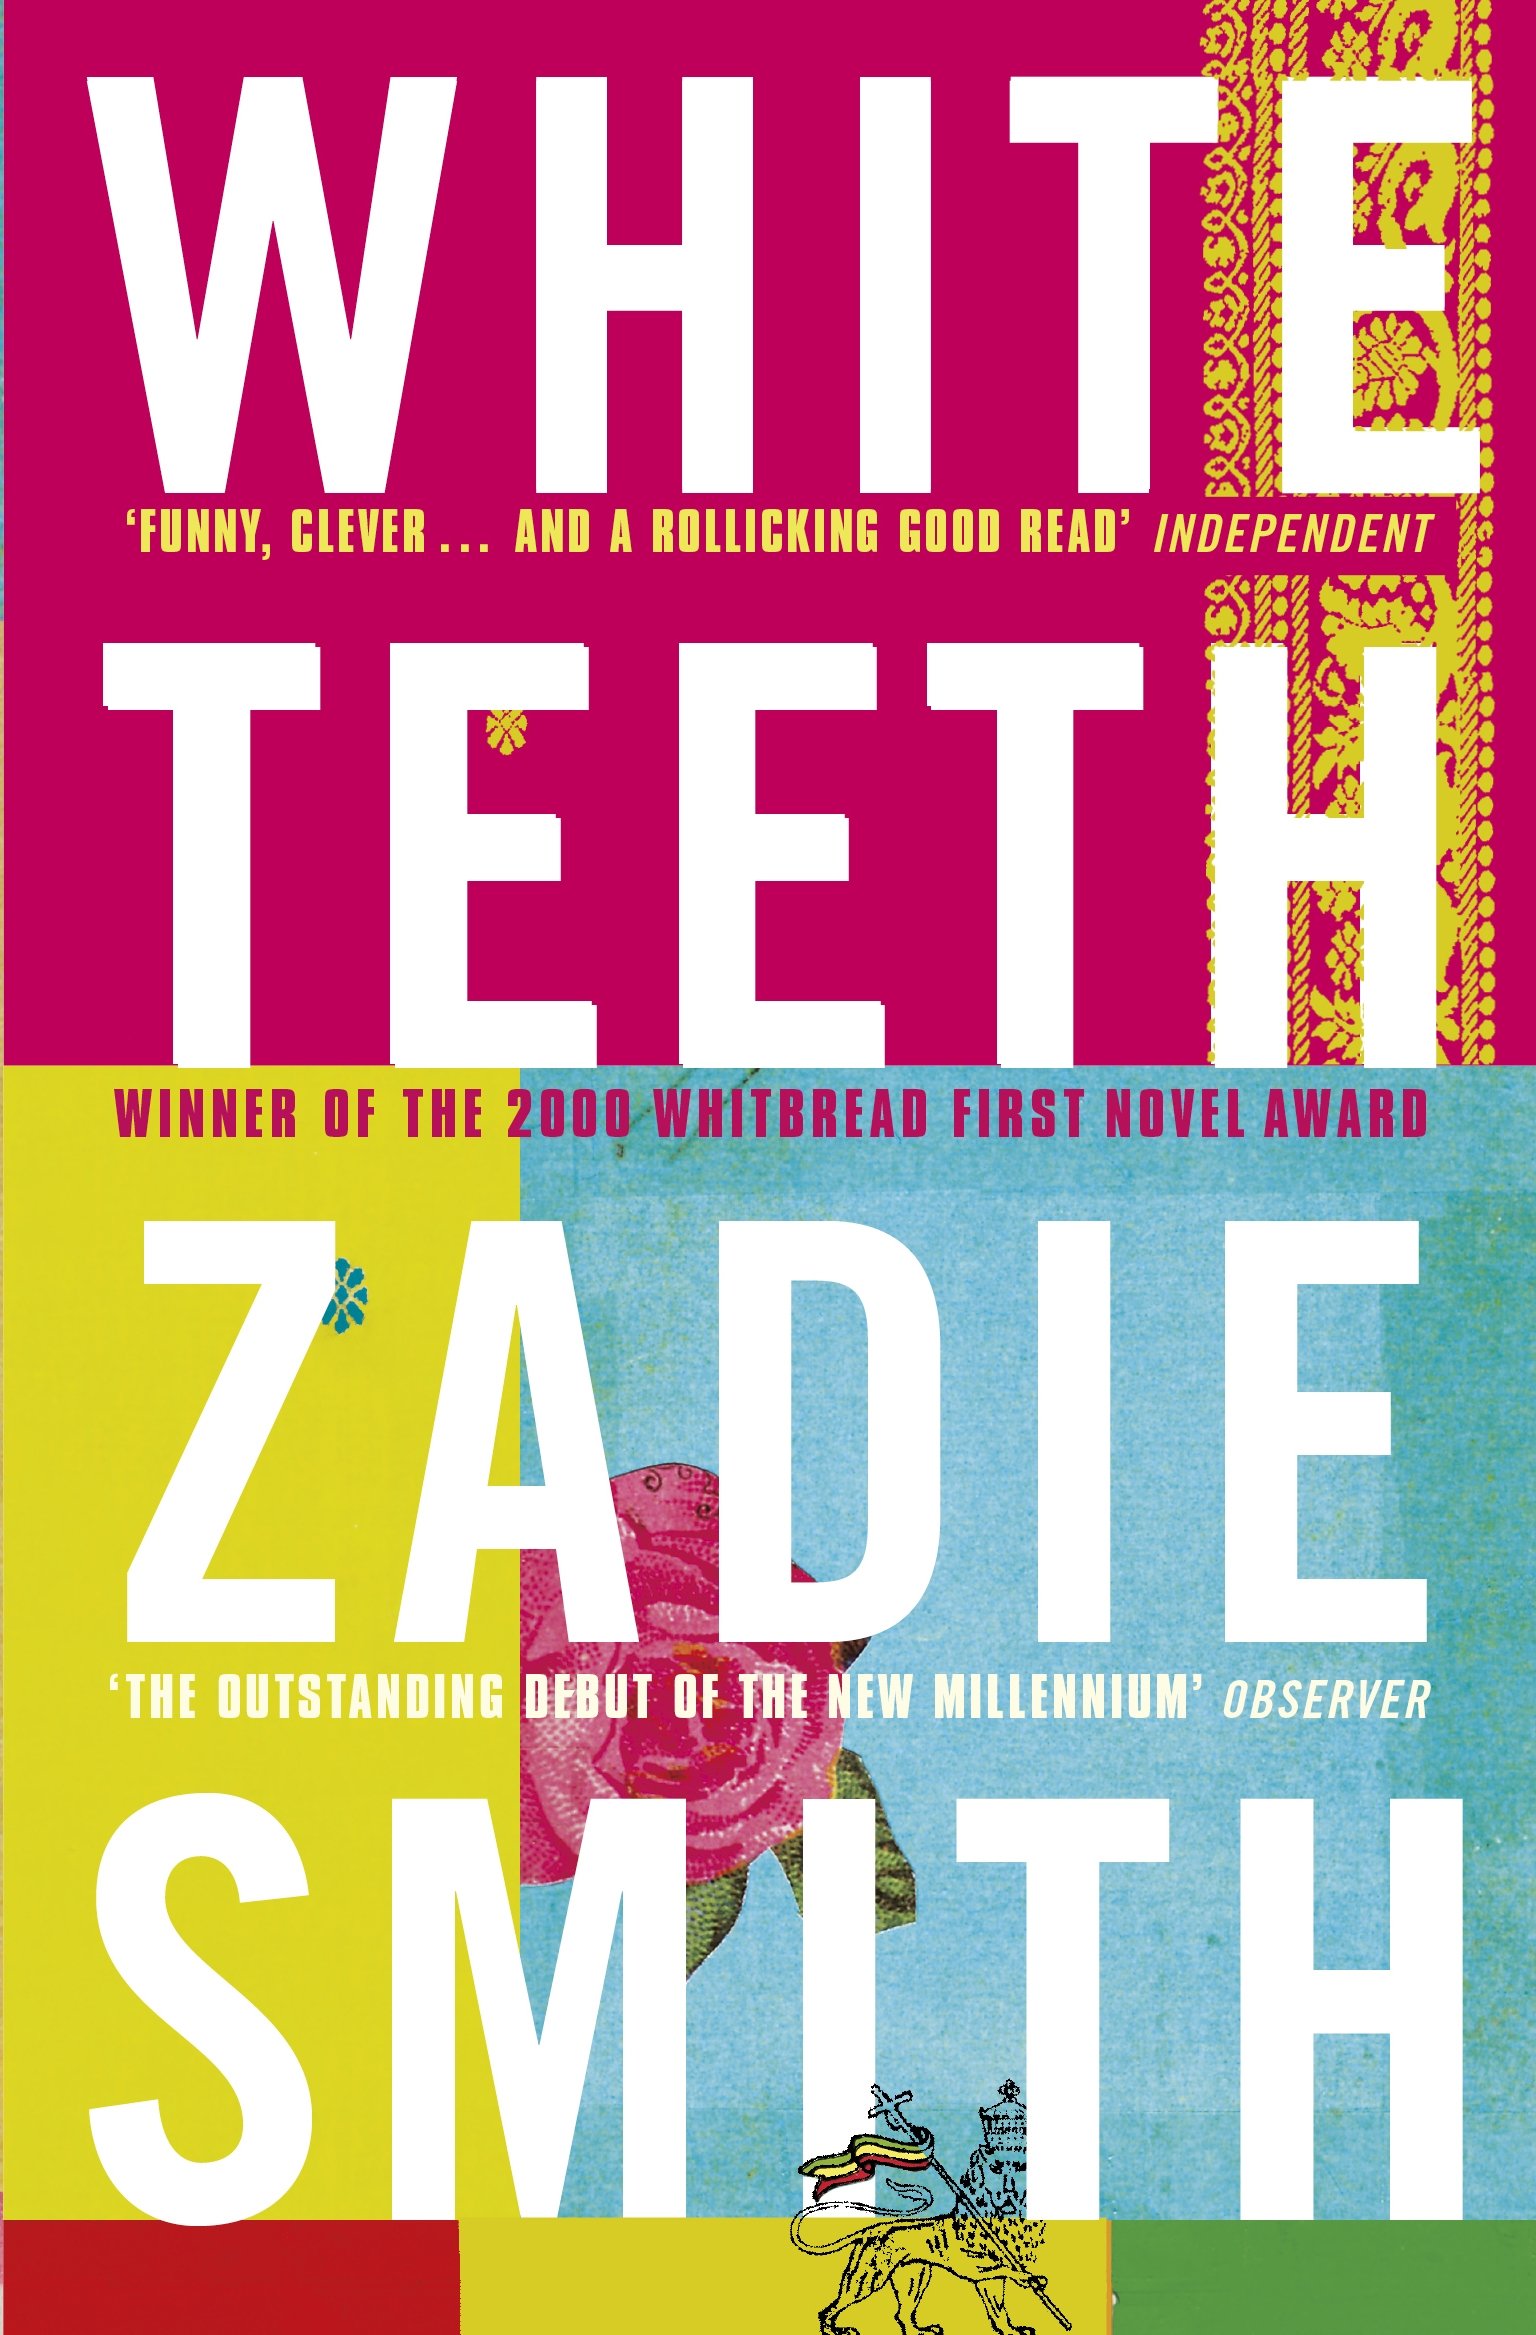 WHITE
‘FUNNY, CLEVER... AND A ROLLICKING GOOD READ’ INDEPENDENT
TEETH
WINNER OF THE 2000 WHITBREAD FIRST NOVEL AWARD
ZADIE
‘THE OUTSTANDING DEBUT OF THE NEW MILLENNIUM’ OBSERVER
SMITH